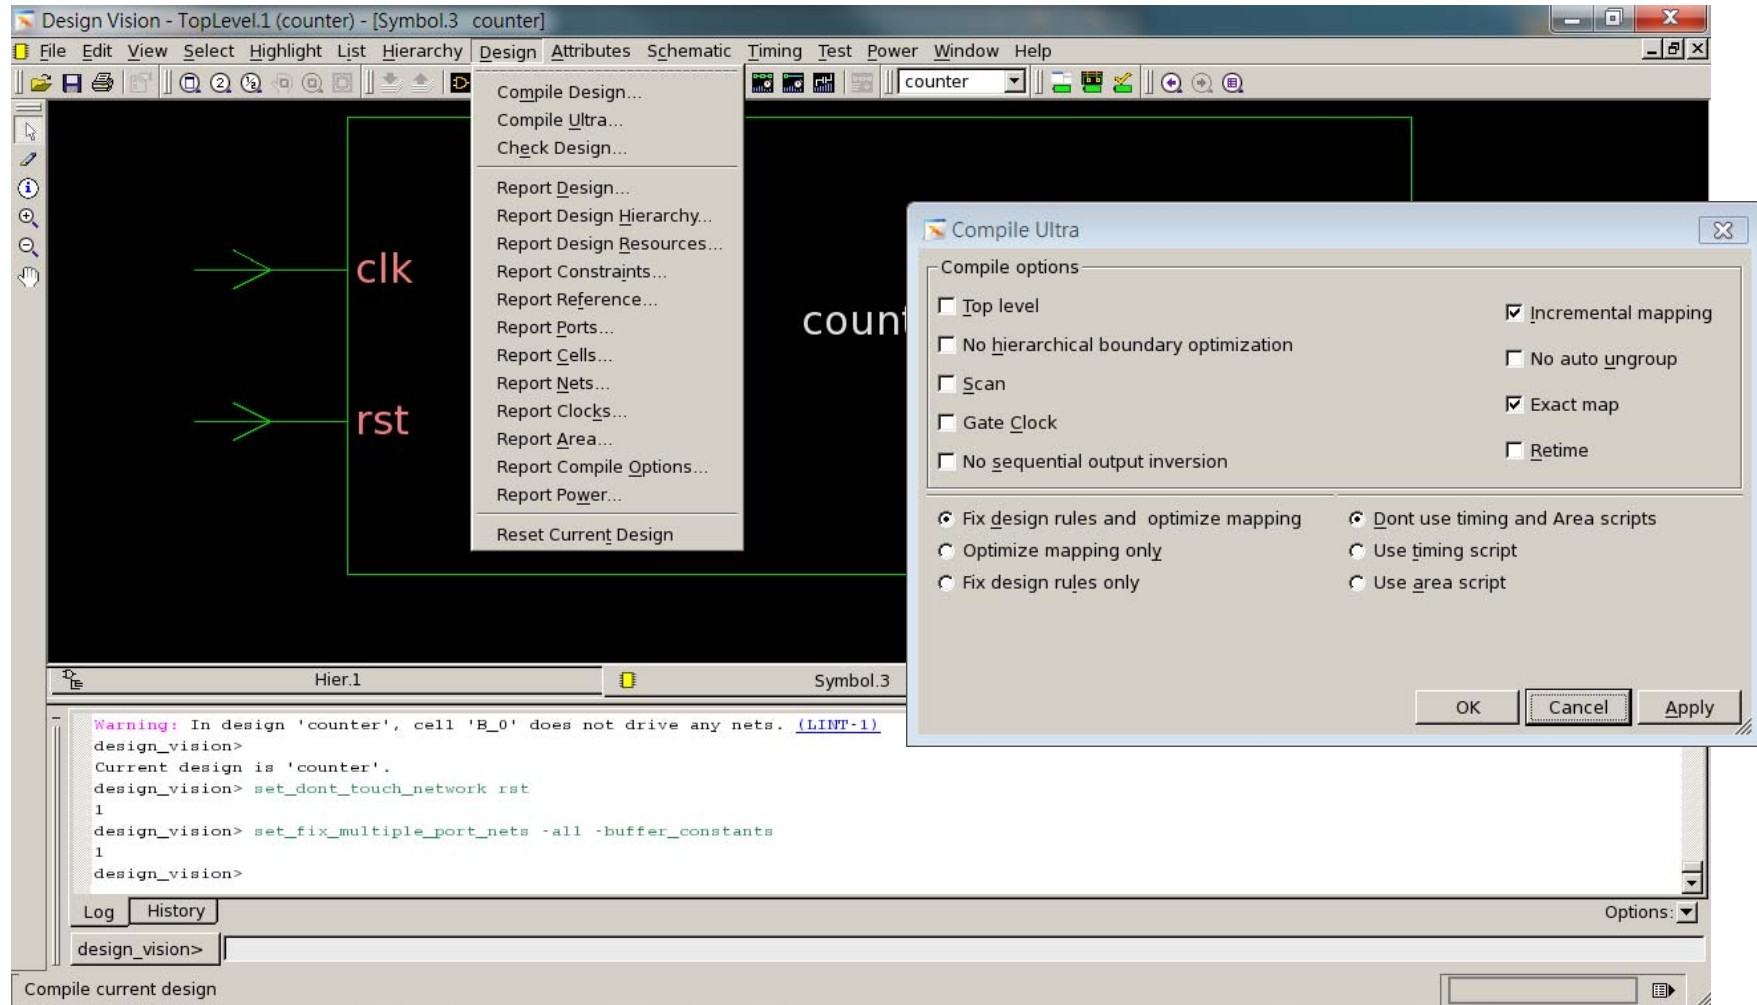 Design Vision - TopLevel.1 (counter) - [Symbol.3   counter]
File Edit View Select Highlight List Hierarchy Design Attributes Schematic Timing Test Power Window Help
counter
Compile Design...
Compile Ultra...
Check Design...
Report Design...
Report Design Hierarchy...
Report Design Resources...
Report Constraints...
Report Reference...
Report Ports...
Report Cells...
Report Nets...
Report Clocks...
Report Area...
Report Compile Options...
Report Power...
Reset Current Design
clk
rst
coun
Compile Ultra
Compile options
Top level
No hierarchical boundary optimization
Scan
Gate Clock
No sequential output inversion
Incremental mapping
No auto ungroup
Exact map
Retime
Fix design rules and  optimize mapping
Optimize mapping only
Fix design rules only
Dont use timing and Area scripts
Use timing script
Use area script
OK Cancel Apply
Hier.1 Symbol.3
Warning: In design 'counter', cell 'B_0' does not drive any nets. (LINT-1)
design_vision>
Current design is 'counter'.
design_vision> set_dont_touch_network rst
1
design_vision> set_fix_multiple_port_nets -all -buffer_constants
1
design_vision>
Log History Options:
design_vision>
Compile current design